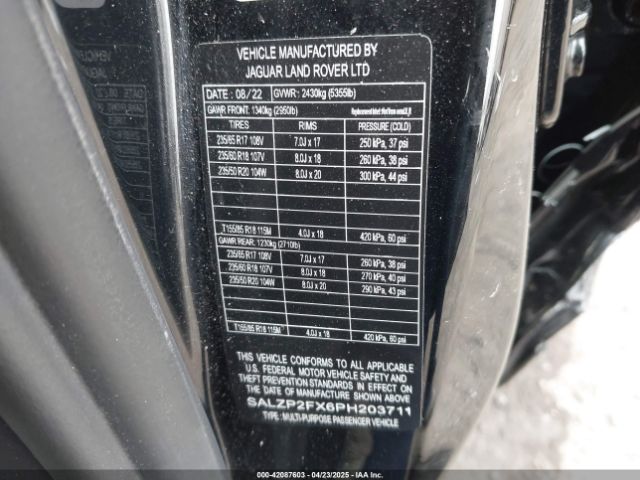 VEHICLE MANUFACTURED BY
JAGUAR LAND ROVER LTD
DATE : 08/22 GVWR: 2430kg (5355lb)
GAWR FRONT: 1340kg (2950lb)
TIRES RIMS PRESSURE (COLD)
235/65 R17 108V 7.0J x 17 250 kPa, 37 psi
235/60 R18 107V 8.0J x 18 260 kPa, 38 psi
235/50 R20 104W 8.0J x 20 300 kPa, 44 psi
T155/85 R18 115M 4.0J x 18 420 kPa, 60 psi
GAWR REAR: 1230kg (2710lb)
235/65 R17 108V 7.0J x 17 260 kPa, 38 psi
235/60 R18 107V 8.0J x 18 270 kPa, 40 psi
235/50 R20 104W 8.0J x 20 290 kPa, 43 psi
T155/85 R18 115M 4.0J x 18 420 kPa, 60 psi
THIS VEHICLE CONFORMS TO ALL APPLICABLE
U.S. FEDERAL MOTOR VEHICLE SAFETY AND
THEFT PREVENTION STANDARDS IN EFFECT ON
THE DATE OF MANUFACTURE SHOWN ABOVE
SALZP2FX6PH203711
TYPE : MULTI-PURPOSE PASSENGER VEHICLE
000-42087603 - 04/23/2025 - IAAI.COM